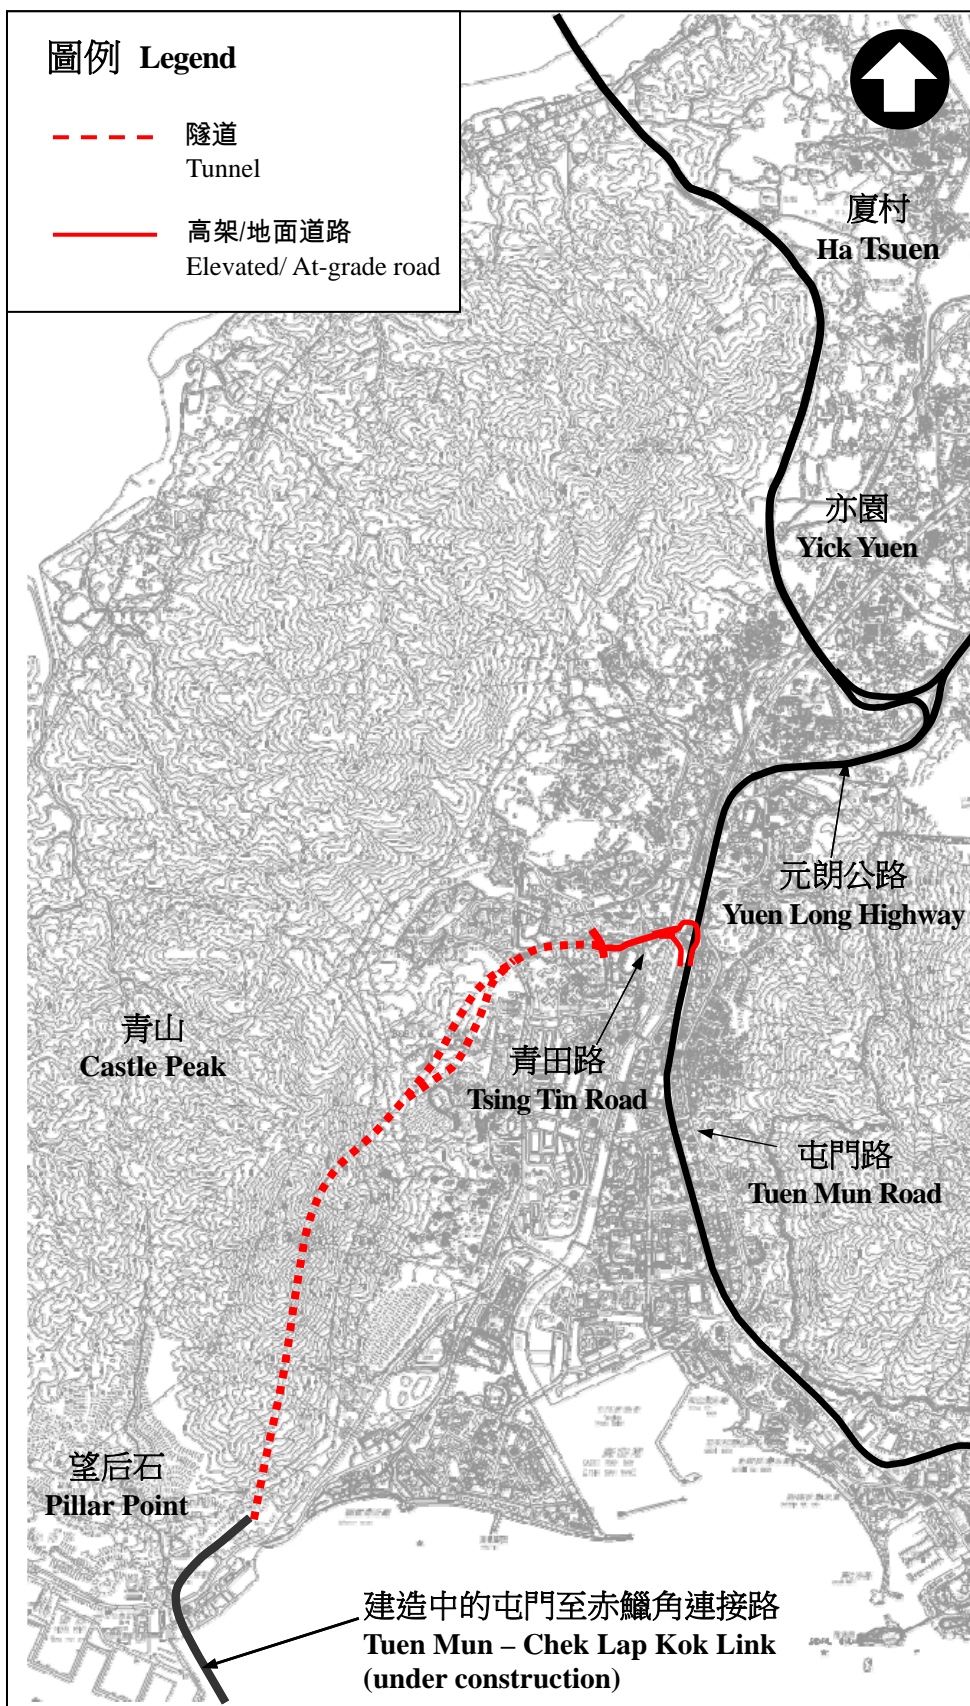 圖例 Legend
隧道
Tunnel
高架/地面道路
Elevated/ At-grade road
廈村
Ha Tsuen
亦園
Yick Yuen
元朗公路
Yuen Long Highway
青山
Castle Peak
青田路
Tsing Tin Road
屯門路
Tuen Mun Road
望后石
Pillar Point
建造中的屯門至赤鱲角連接路
Tuen Mun – Chek Lap Kok Link
(under construction)